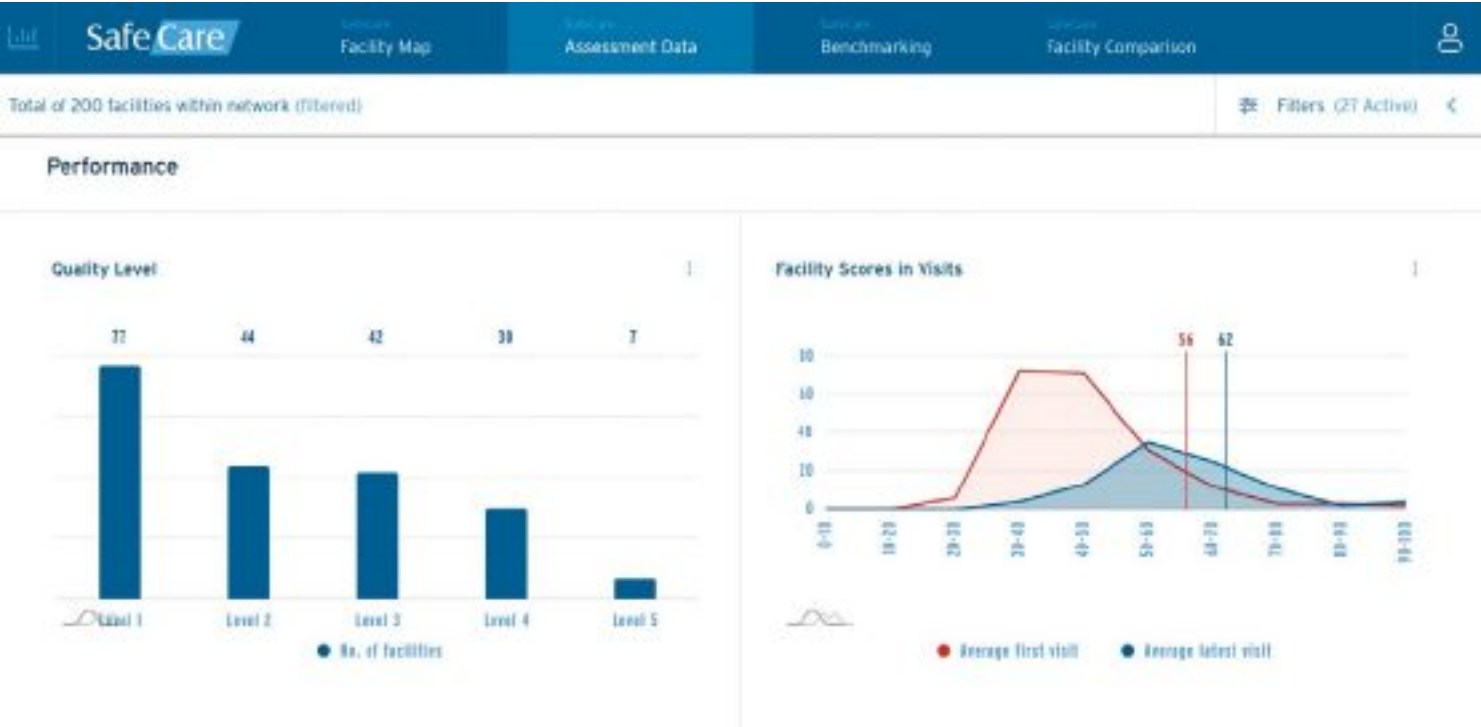 SafeCare
Facility Map
Assessment Data
Benchmarking
Facility Comparison
Total of 200 facilities within network (filtered)
Filters (27 Active)
Performance
Quality Level
77 44 42 30 7
Level 1 Level 2 Level 3 Level 4 Level 5
No. of facilities
Facility Scores in Visits
56 62
80
60
40
20
0
0-10 10-20 20-30 30-40 40-50 50-60 60-70 70-80 80-90 90-100
Average first visit
Average latest visit